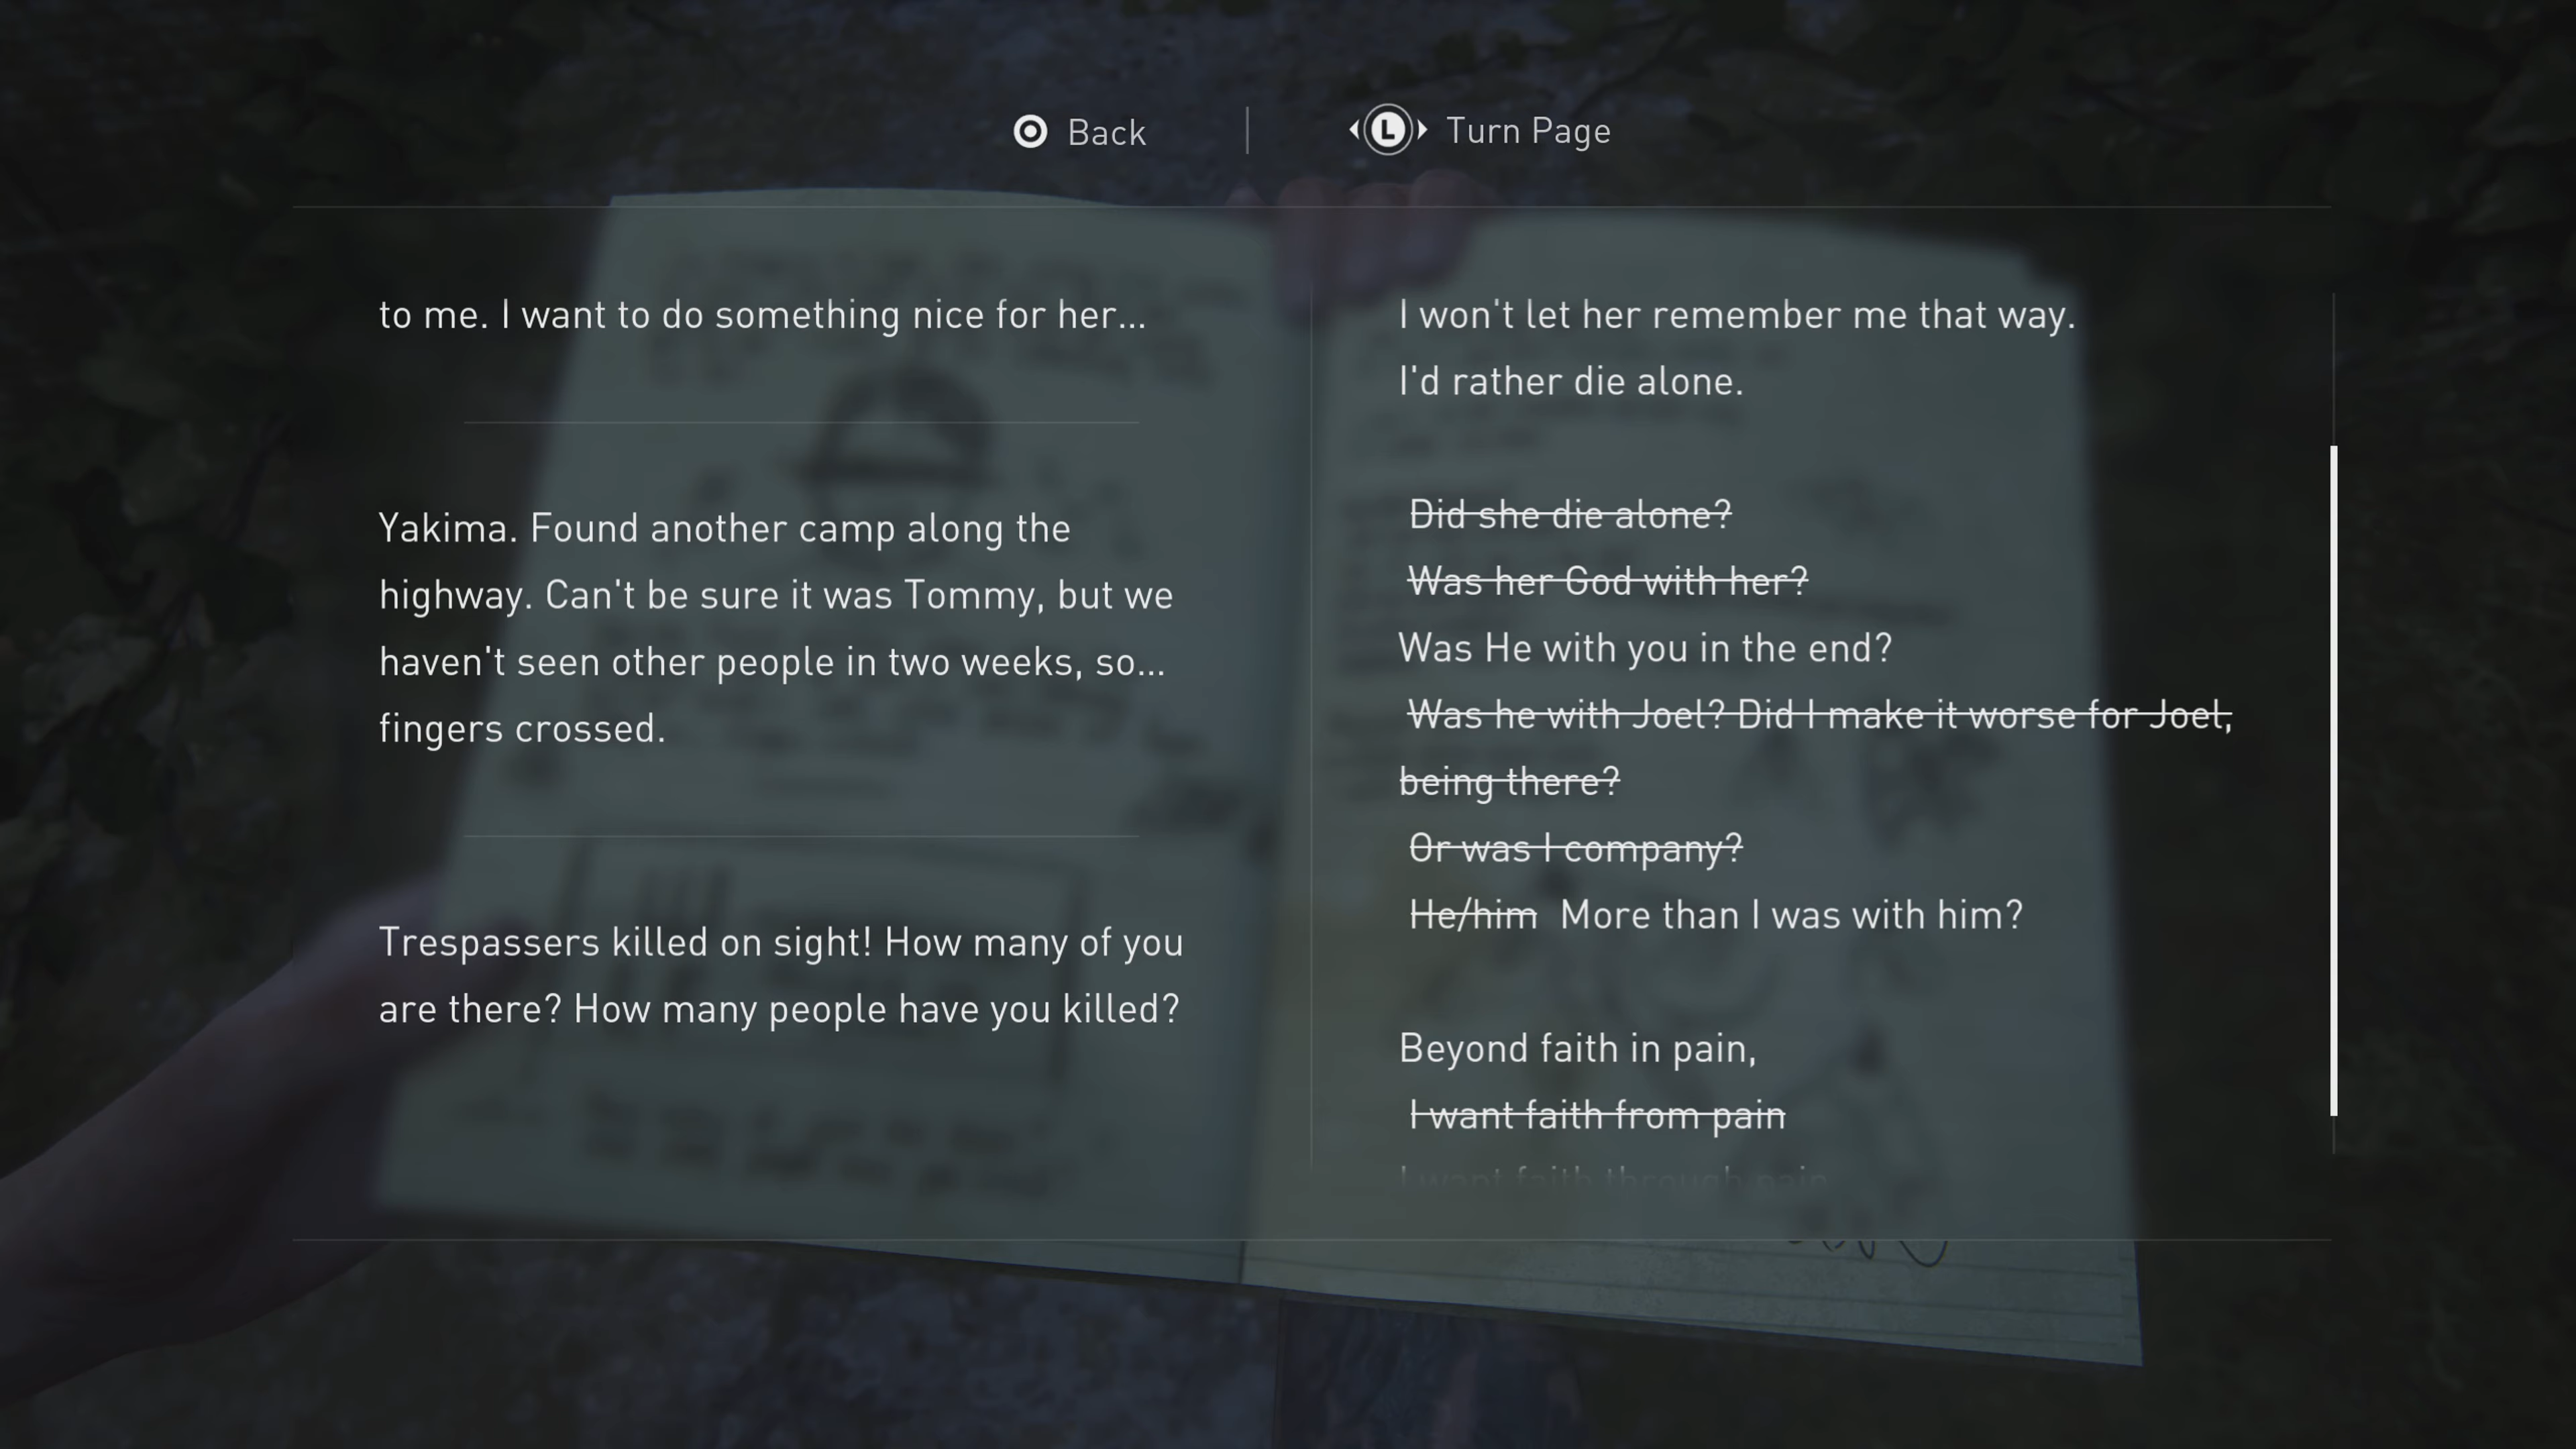 Back
L Turn Page
to me. I want to do something nice for her...
Yakima. Found another camp along the
highway. Can't be sure it was Tommy, but we
haven't seen other people in two weeks, so...
fingers crossed.
Trespassers killed on sight! How many of you
are there? How many people have you killed?
I won't let her remember me that way.
I'd rather die alone.
Did she die alone?
Was her God with her?
Was He with you in the end?
Was he with Joel? Did I make it worse for Joel,
being there?
Or was I company?
He/him More than I was with him?
Beyond faith in pain,
I want faith from pain
I want faith through pain